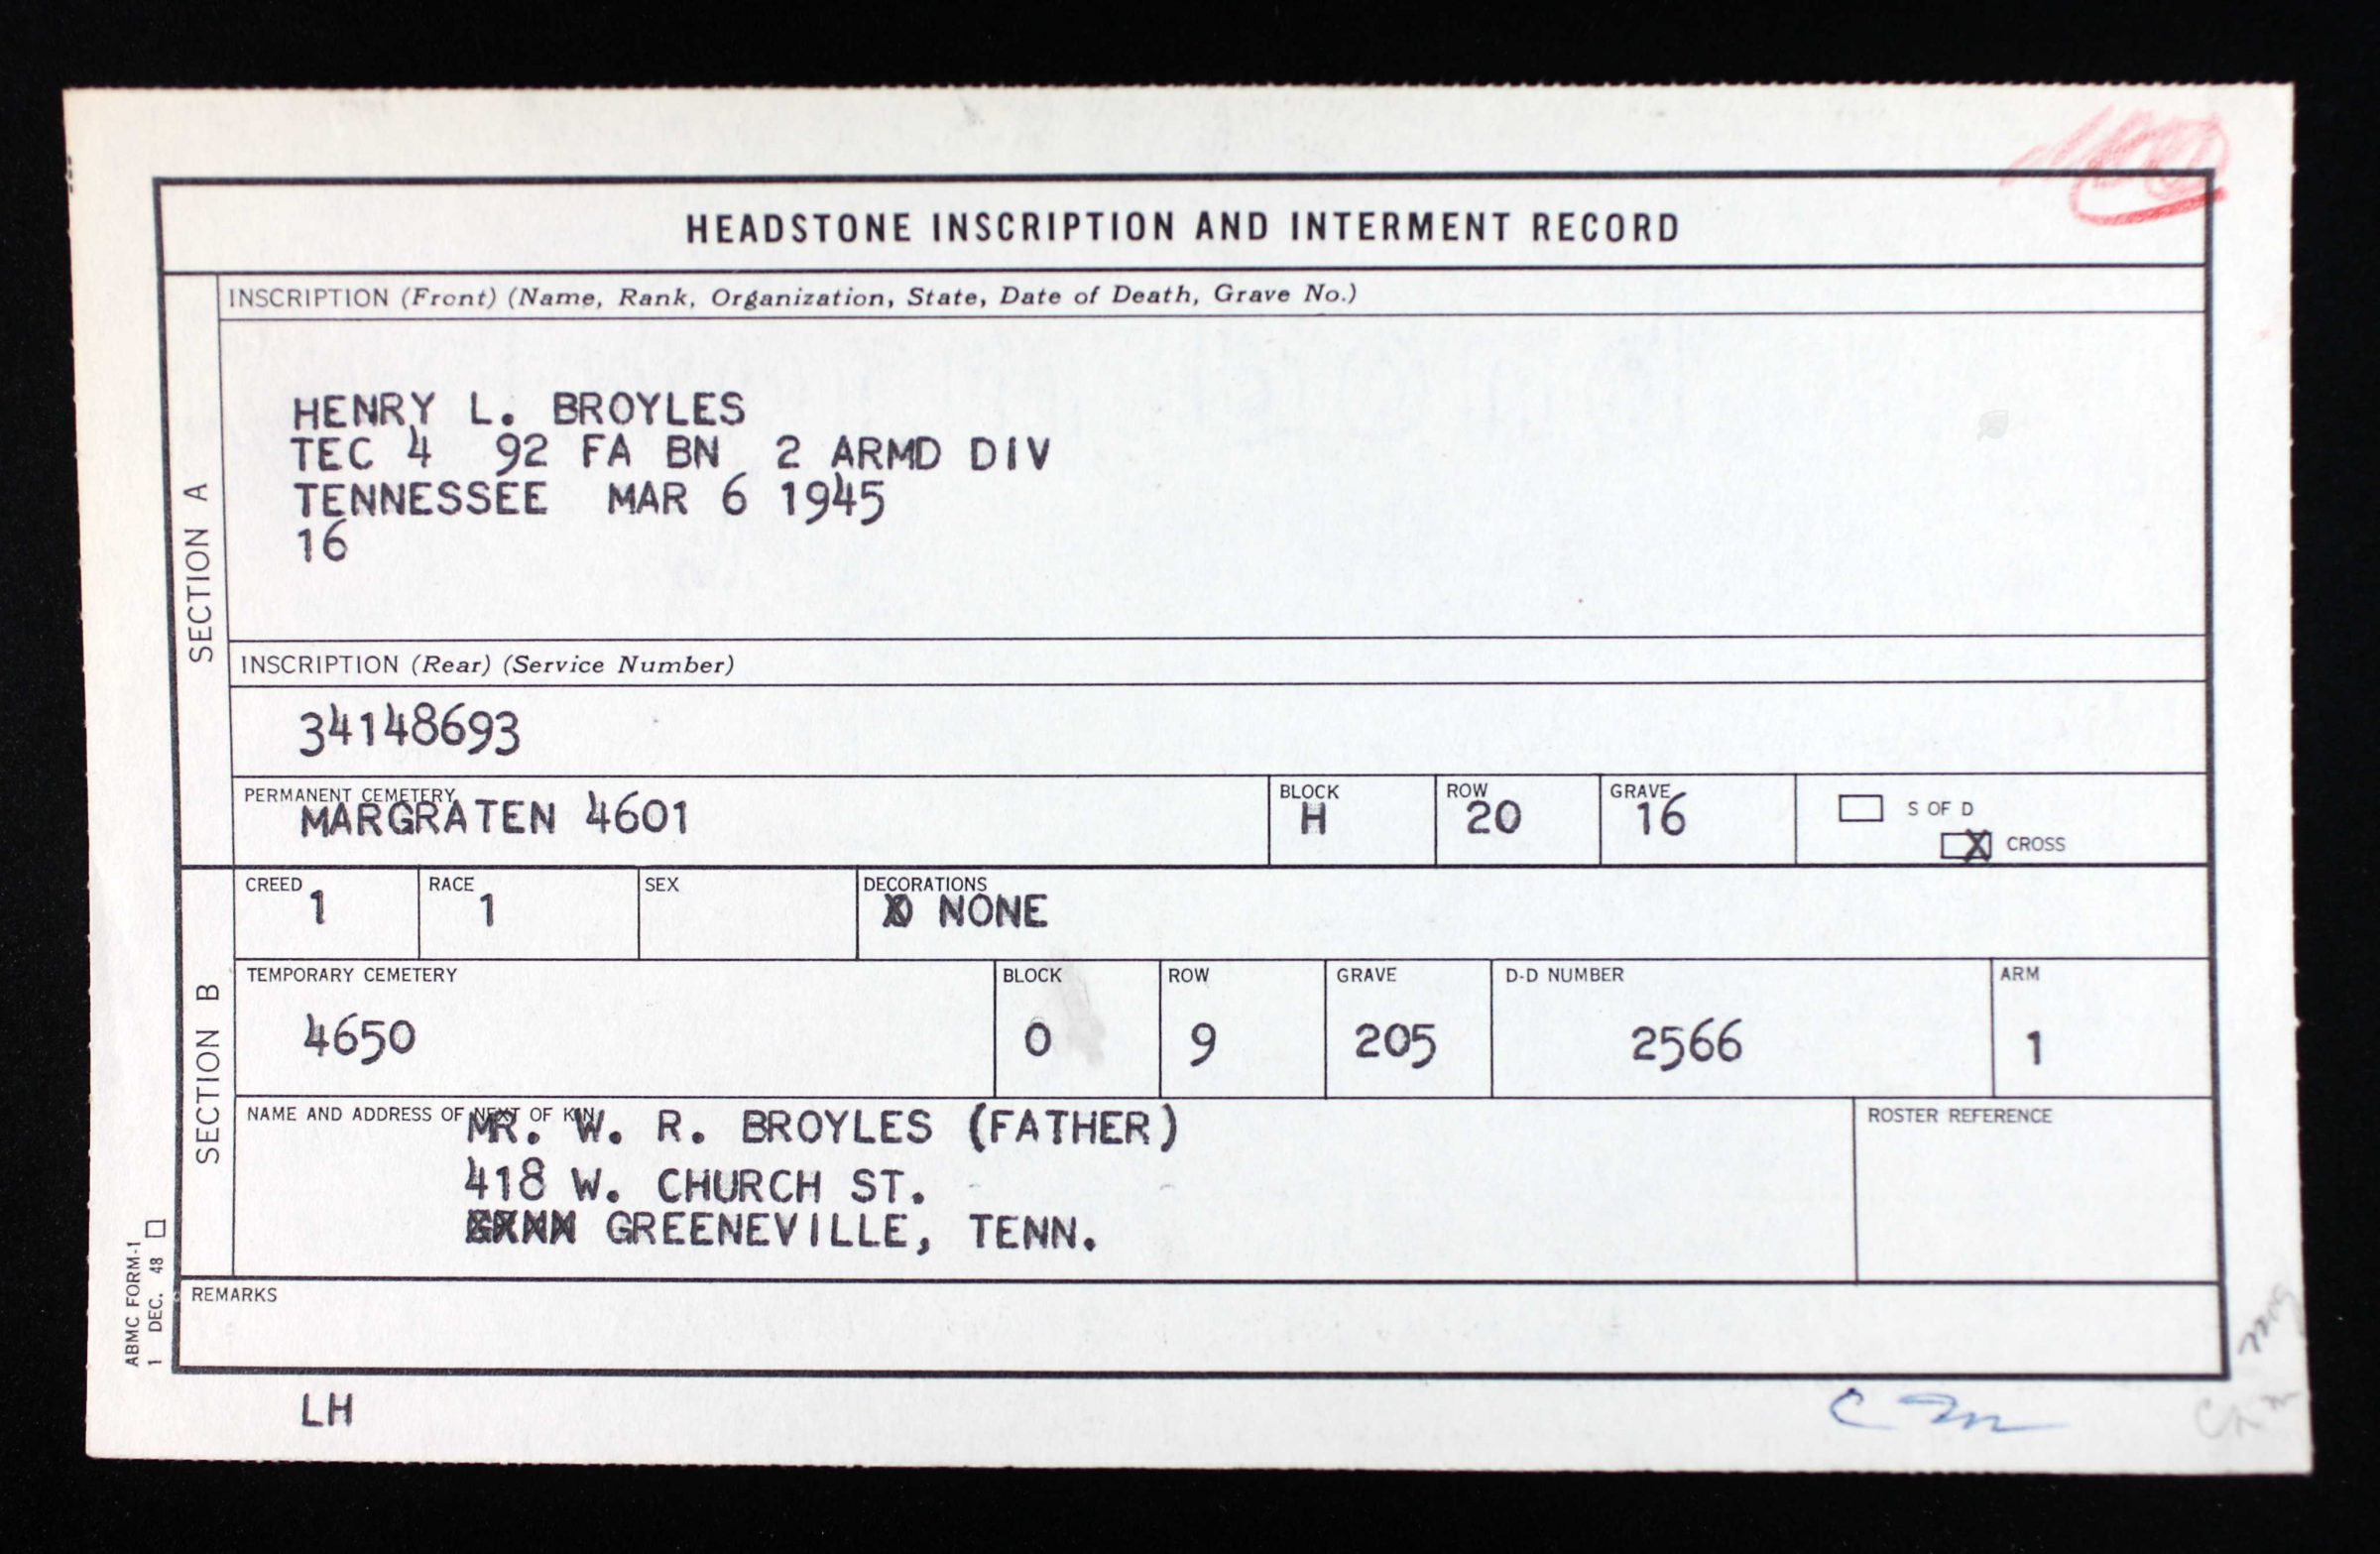 HEADSTONE INSCRIPTION AND INTERMENT RECORD
SECTION A
INSCRIPTION (Front) (Name, Rank, Organization, State, Date of Death, Grave No.)
HENRY L. BROYLES
TEC 4 92 FA BN 2 ARMD DIV
TENNESSEE MAR 6 1945
16
INSCRIPTION (Rear) (Service Number)
34148693
PERMANENT CEMETERY
MARGRATEN 4601
BLOCK
H
ROW
20
GRAVE
16
S OF D
X CROSS
SECTION B
CREED
1
RACE
1
SEX
DECORATIONS
NONE
TEMPORARY CEMETERY
4650
BLOCK
O
ROW
9
GRAVE
205
D-D NUMBER
2566
ARM
1
NAME AND ADDRESS OF NEXT OF KIN
MR. W. R. BROYLES (FATHER)
418 W. CHURCH ST.
GREENEVILLE, TENN.
ROSTER REFERENCE
REMARKS
ABMC FORM-1
1 DEC. 48
LH